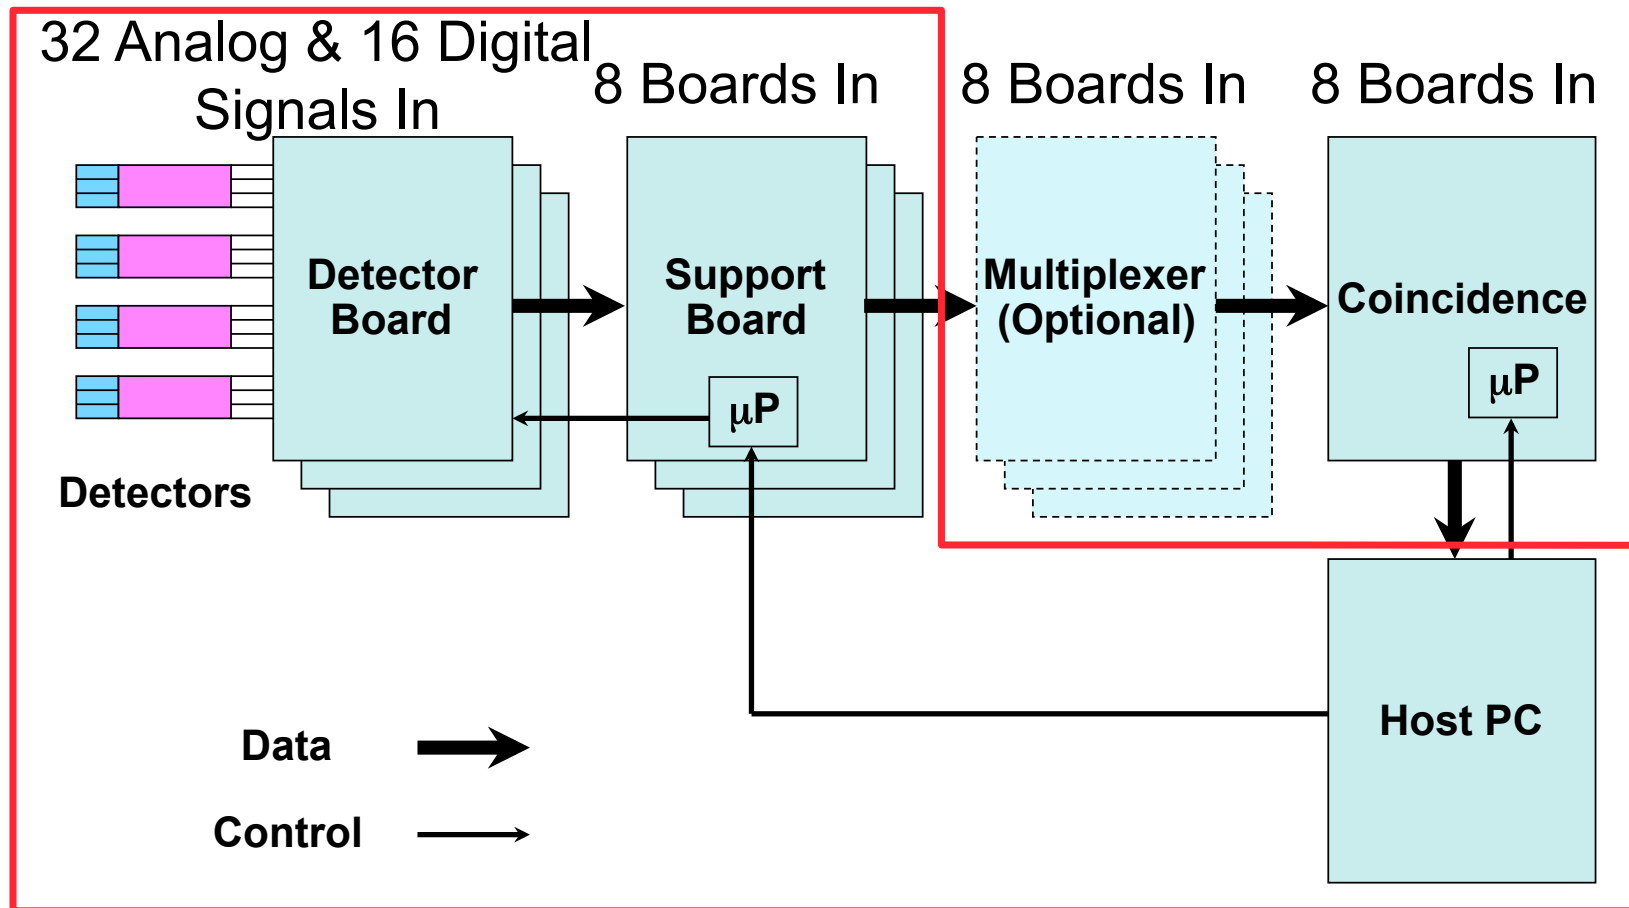 32 Analog & 16 Digital
Signals In
8 Boards In
8 Boards In
8 Boards In
Detector
Board
Support
Board
μP
Multiplexer
(Optional)
Coincidence
μP
Detectors
Host PC
Data
Control